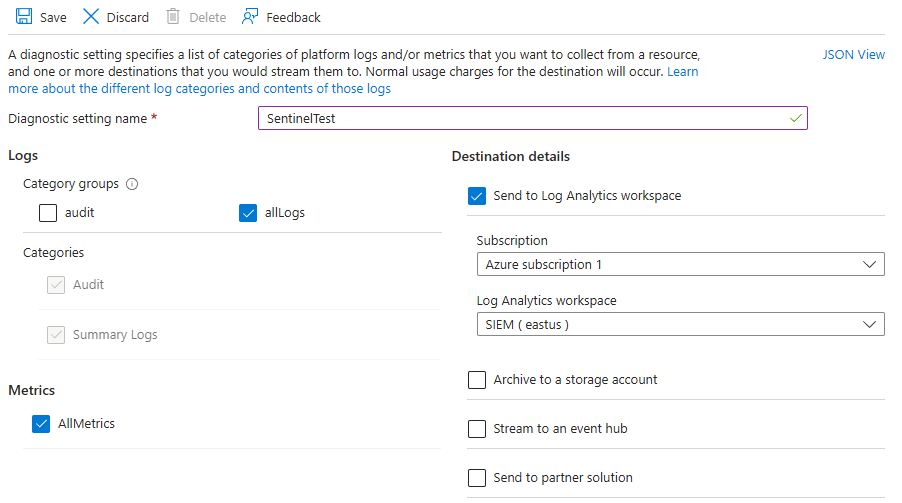 Save Discard Delete Feedback
A diagnostic setting specifies a list of categories of platform logs and/or metrics that you want to collect from a resource,
and one or more destinations that you would stream them to. Normal usage charges for the destination will occur. Learn
more about the different log categories and contents of those logs
JSON View
Diagnostic setting name *
SentinelTest
Logs
Category groups
audit
allLogs
Categories
Audit
Summary Logs
Metrics
AllMetrics
Destination details
Send to Log Analytics workspace
Subscription
Azure subscription 1
Log Analytics workspace
SIEM ( eastus )
Archive to a storage account
Stream to an event hub
Send to partner solution